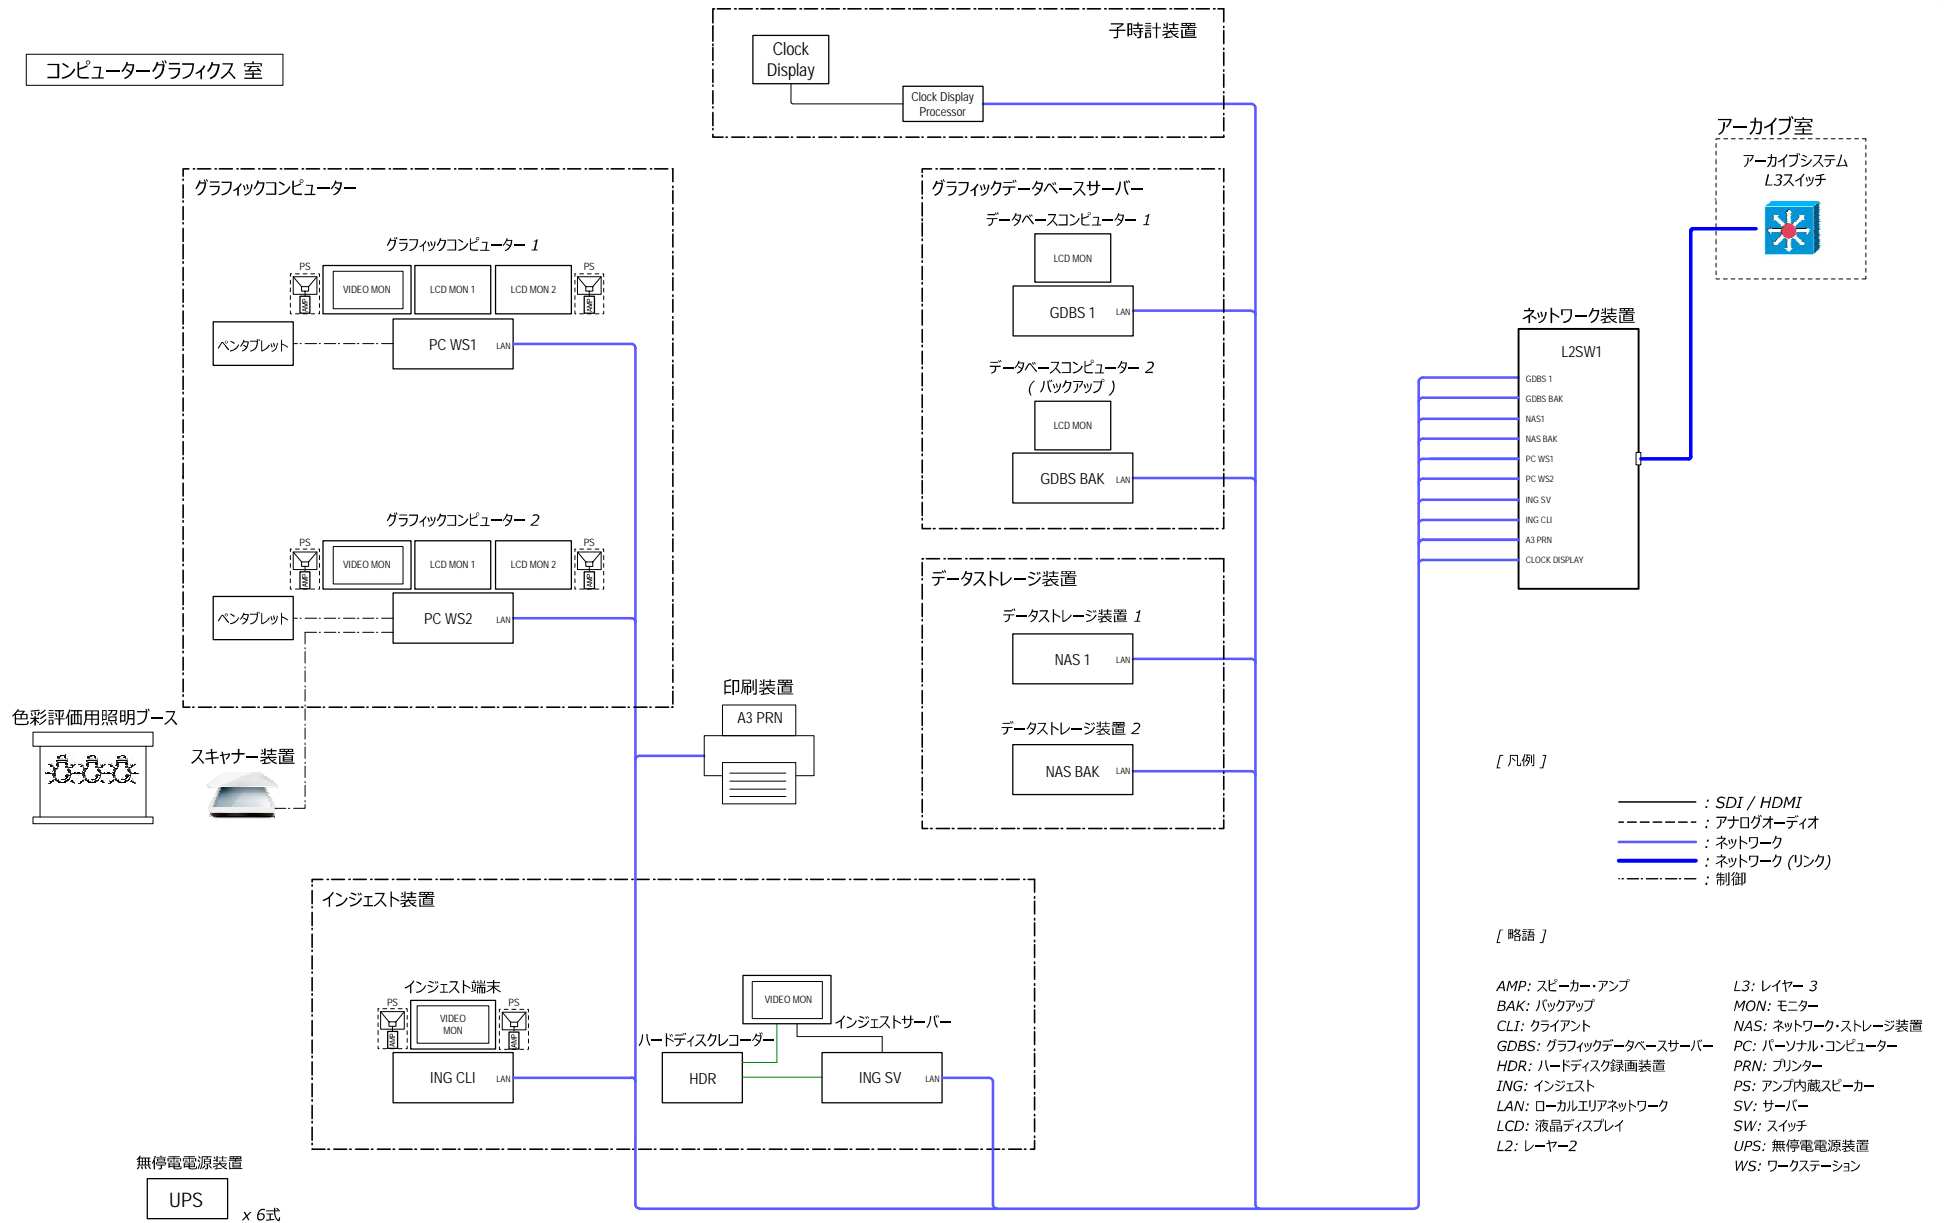 子時計装置
Clock
Display
Clock Display
Processor
コンピューターグラフィクス 室
アーカイブ室
アーカイブシステム
L3スイッチ
グラフィックコンピューター
グラフィックコンピューター 1
PS
AMP
VIDEO MON
LCD MON 1
LCD MON 2
PS
AMP
ペンタブレット
PC WS1
LAN
グラフィックコンピューター 2
PS
AMP
VIDEO MON
LCD MON 1
LCD MON 2
PS
AMP
ペンタブレット
PC WS2
LAN
グラフィックデータベースサーバー
データベースコンピューター 1
LCD MON
GDBS 1
LAN
データベースコンピューター 2
( バックアップ )
LCD MON
GDBS BAK
LAN
データストレージ装置
データストレージ装置 1
NAS 1
LAN
データストレージ装置 2
NAS BAK
LAN
ネットワーク装置
L2SW1
GDBS 1
GDBS BAK
NAS1
NAS BAK
PC WS1
PC WS2
ING SV
ING CLI
A3 PRN
CLOCK DISPLAY
色彩評価用照明ブース
スキャナー装置
印刷装置
A3 PRN
インジェスト装置
インジェスト端末
PS
AMP
VIDEO
MON
PS
AMP
ING CLI
LAN
VIDEO MON
ハードディスクレコーダー
インジェストサーバー
HDR
ING SV
LAN
無停電電源装置
UPS
x 6式
[ 凡例 ]
: SDI / HDMI
: アナログオーディオ
: ネットワーク
: ネットワーク (リンク)
: 制御
[ 略語 ]
AMP: スピーカー・アンプ
BAK: バックアップ
CLI: クライアント
GDBS: グラフィックデータベースサーバー
HDR: ハードディスク録画装置
ING: インジェスト
LAN: ローカルエリアネットワーク
LCD: 液晶ディスプレイ
L2: レーヤー2
L3: レイヤー 3
MON: モニター
NAS: ネットワーク・ストレージ装置
PC: パーソナル・コンピューター
PRN: プリンター
PS: アンプ内蔵スピーカー
SV: サーバー
SW: スイッチ
UPS: 無停電電源装置
WS: ワークステーション